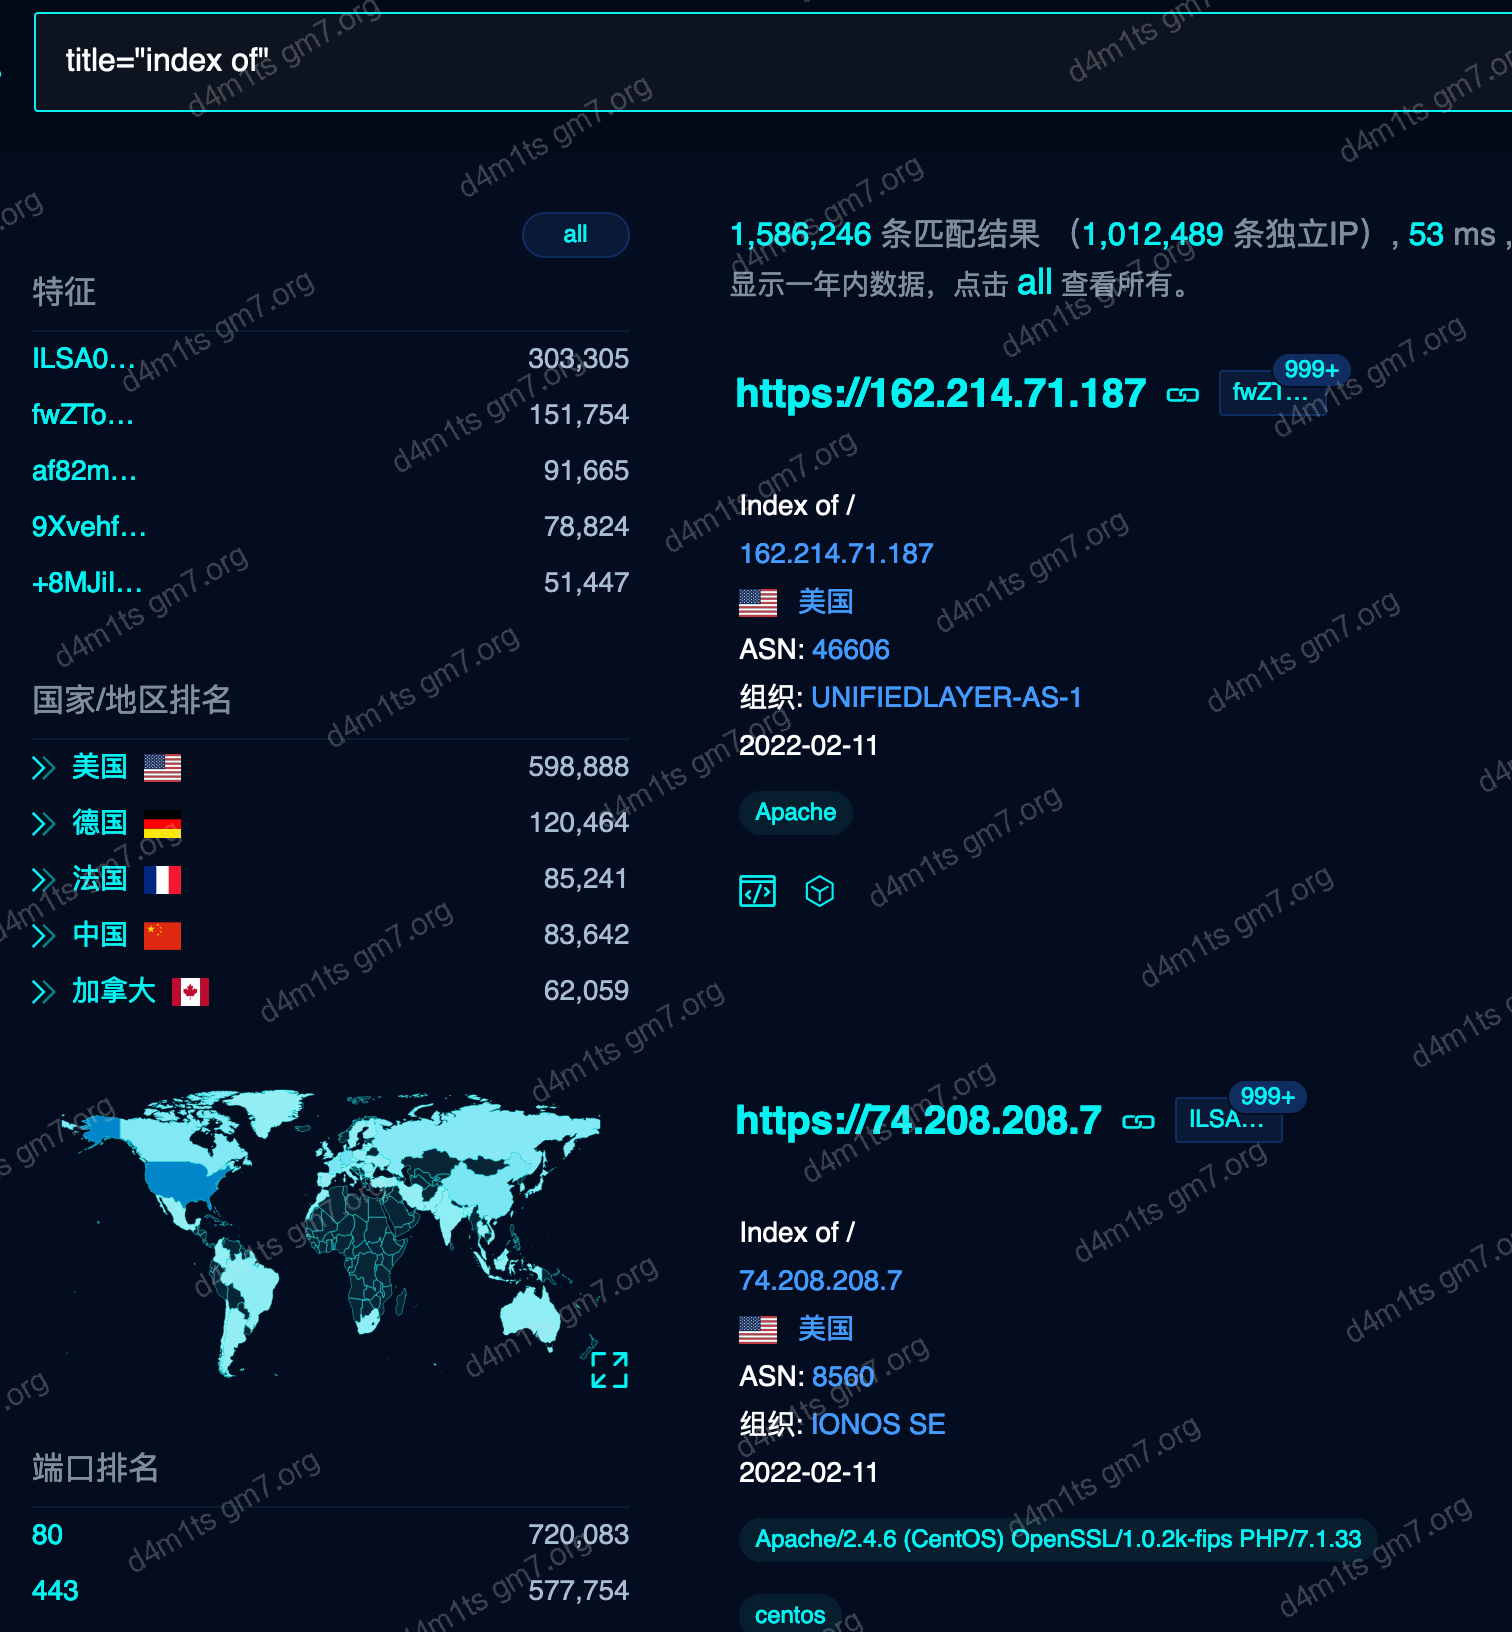 title="index of"
all
特征
ILSA0... 303,305
fwZTo... 151,754
af82m... 91,665
9Xvehf... 78,824
+8MJiI... 51,447
国家/地区排名
美国 598,888
德国 120,464
法国 85,241
中国 83,642
加拿大 62,059
端口排名
80 720,083
443 577,754
1,586,246 条匹配结果 （1,012,489 条独立IP）, 53 ms ,
显示一年内数据，点击 all 查看所有。
https://162.214.71.187 fwZT... 999+
Index of /
162.214.71.187
美国
ASN: 46606
组织: UNIFIEDLAYER-AS-1
2022-02-11
Apache
https://74.208.208.7 ILSA... 999+
Index of /
74.208.208.7
美国
ASN: 8560
组织: IONOS SE
2022-02-11
Apache/2.4.6 (CentOS) OpenSSL/1.0.2k-fips PHP/7.1.33
centos
d4m1ts gm7.org